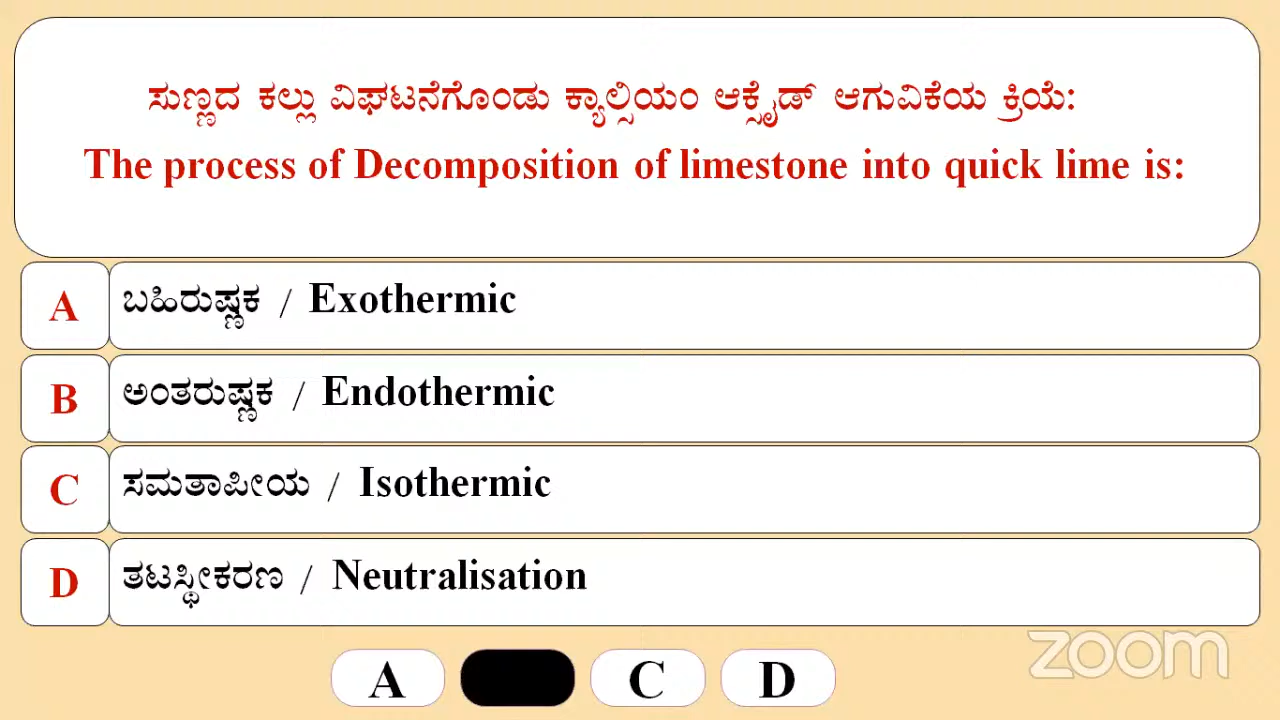 ಸುಣ್ಣದ ಕಲ್ಲು ವಿಘಟನೆಗೊಂಡು ಕ್ಯಾಲ್ಸಿಯಂ ಆಕ್ಸೈಡ್ ಆಗುವಿಕೆಯ ಕ್ರಿಯೆ:
The process of Decomposition of limestone into quick lime is:
A ಬಹಿರುಷ್ಣಕ / Exothermic
B ಅಂತರುಷ್ಣಕ / Endothermic
C ಸಮತಾಪೀಯ / Isothermic
D ತಟಸ್ಥೀಕರಣ / Neutralisation
zoom
A C D